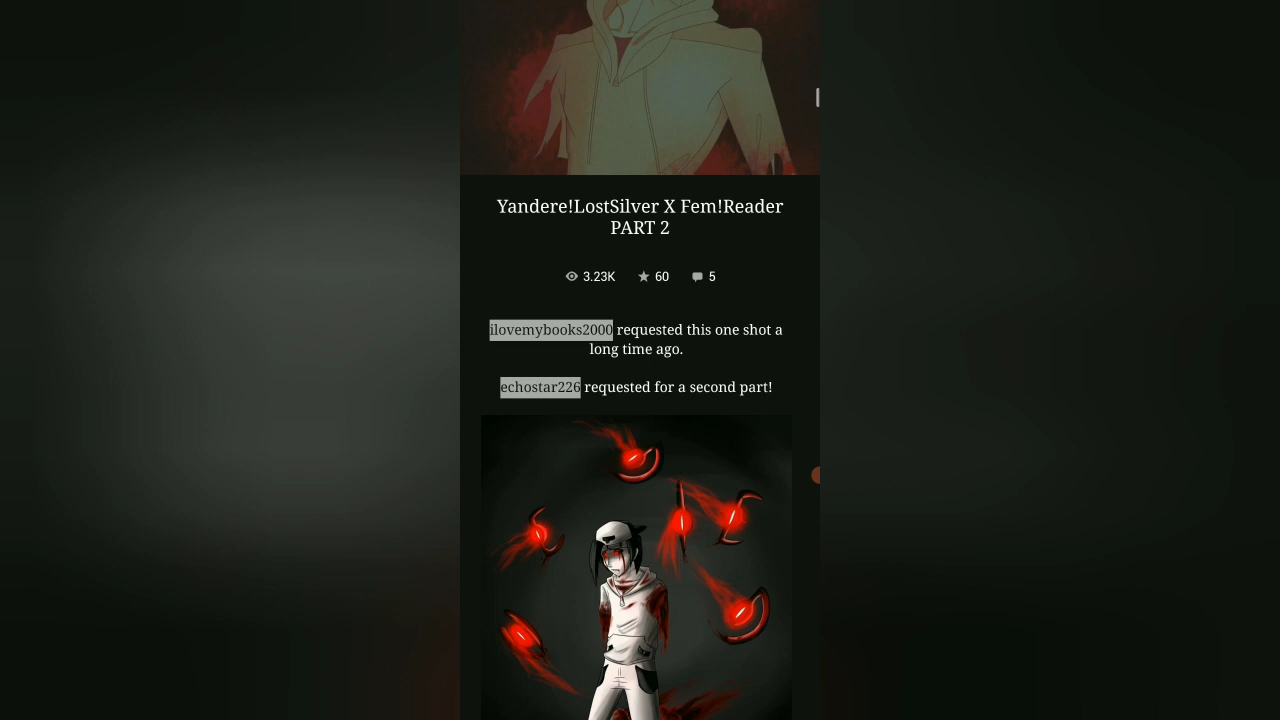 Yandere!LostSilver X Fem!Reader
PART 2
3.23K 60 5
ilovemybooks2000 requested this one shot a
long time ago.
echostar226 requested for a second part!